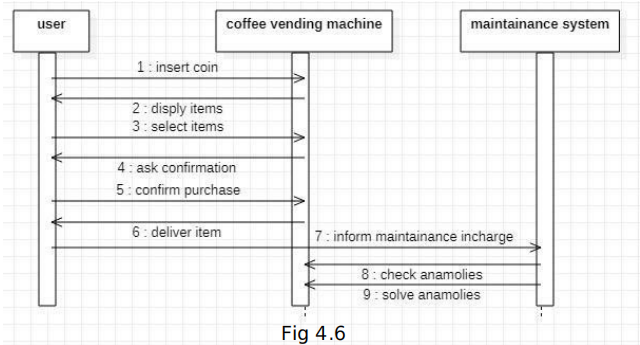 user
coffee vending machine
maintainance system
1 : insert coin
2 : disply items
3 : select items
4 : ask confirmation
5 : confirm purchase
6 : deliver item
7 : inform maintainance incharge
8 : check anamolies
9 : solve anamolies
Fig 4.6